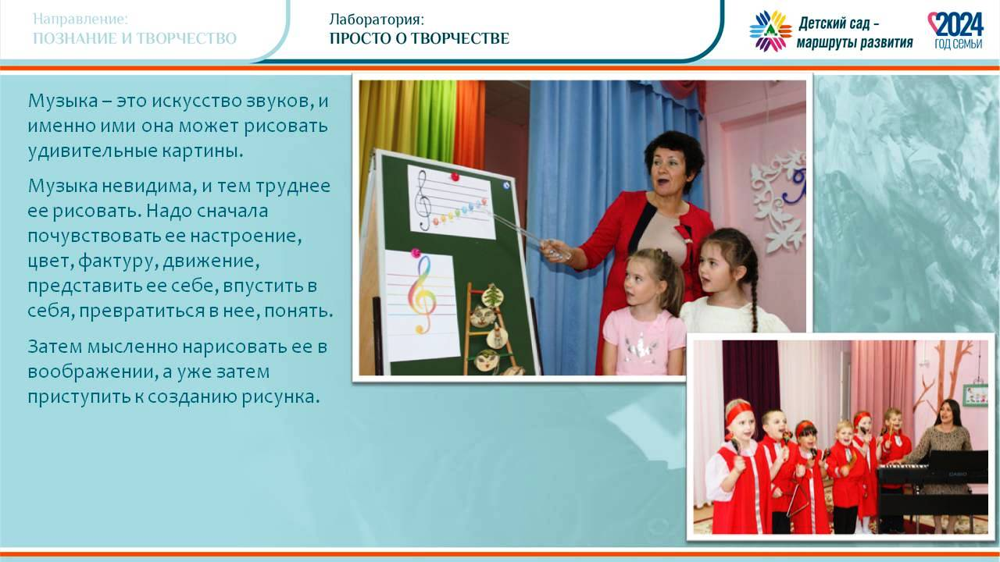 Направление:
ПОЗНАНИЕ И ТВОРЧЕСТВО
Лаборатория:
ПРОСТО О ТВОРЧЕСТВЕ
Детский сад –
маршруты развития
2024
ГОД СЕМЬИ
Музыка – это искусство звуков, и
именно ими она может рисовать
удивительные картины.
Музыка невидима, и тем труднее
ее рисовать. Надо сначала
почувствовать ее настроение,
цвет, фактуру, движение,
представить ее себе, впустить в
себя, превратиться в нее, понять.
Затем мысленно нарисовать ее в
воображении, а уже затем
приступить к созданию рисунка.
CASIO